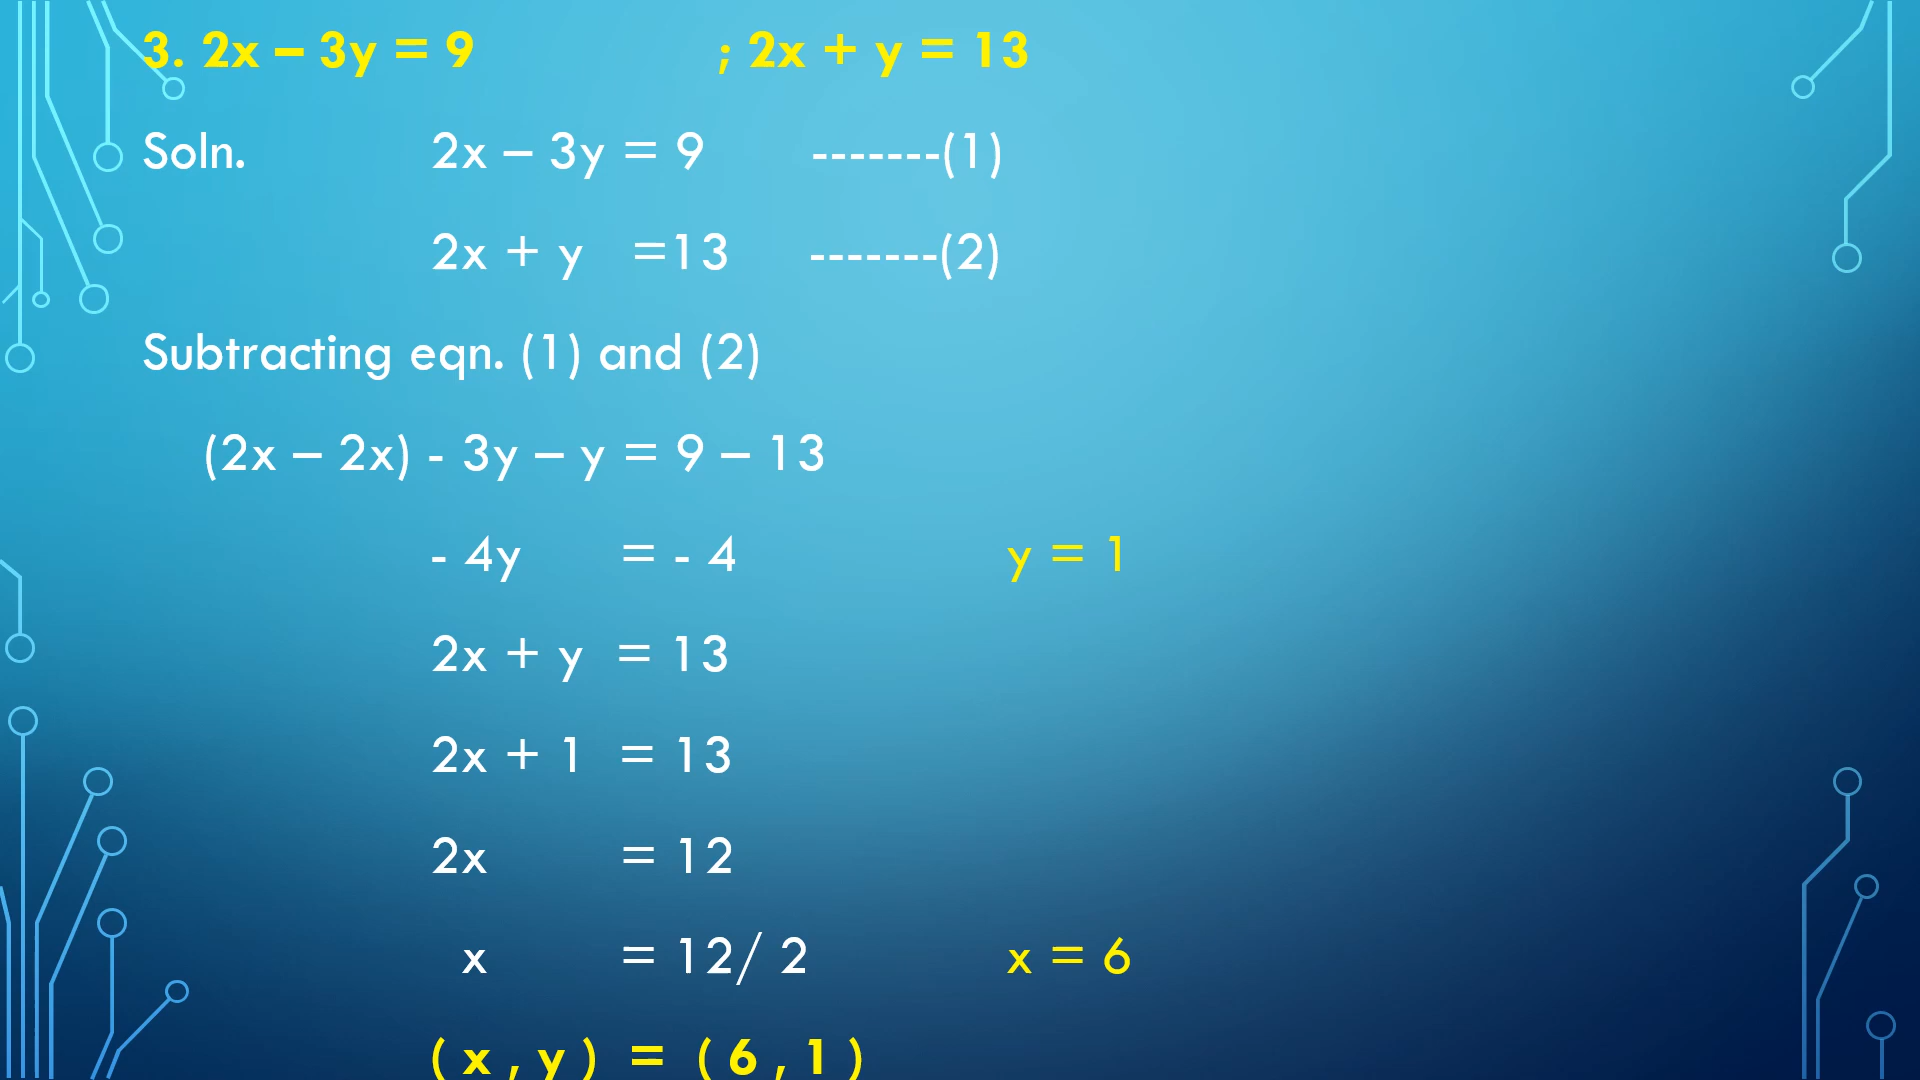 3. 2x – 3y = 9 ; 2x + y = 13
Soln. 2x – 3y = 9 -------(1)
2x + y =13 -------(2)
Subtracting eqn. (1) and (2)
(2x – 2x) - 3y – y = 9 – 13
- 4y = - 4 y = 1
2x + y = 13
2x + 1 = 13
2x = 12
x = 12/ 2 x = 6
( x , y ) = ( 6 , 1 )